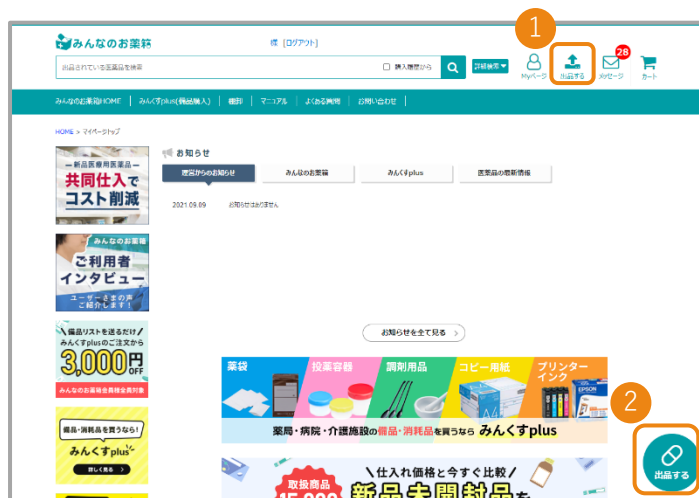 1
みんなのお薬箱
様 [ログアウト]
28
出品されている医薬品を検索
購入履歴から
詳細検索▼
Myページ
出品する
メッセージ
カート
みんなのお薬箱HOME
みんくすplus(備品購入)
マニュアル
よくある質問
お問い合わせ
HOME > マイページトップ
お知らせ
運営からのお知らせ
みんなのお薬箱
みんくすplus
医薬品の最新情報
2021.09.09 お知らせはありません
お知らせを全て見る
―新品医療用医薬品―
共同仕入で
コスト削減
みんなのお薬箱
ご利用者
インタビュー
ユーザーさまの声
ご紹介します!
\備品リストを送るだけ/
みんくすplusのご注文から
3,000円OFF
みんなのお薬箱会員様全員対象
備品・消耗品を買うなら!
みんくすplus
詳しく見る
薬袋
投薬容器
調剤用品
コピー用紙
プリンター
インク
A4
EPSON
薬局・病院・介護施設の備品・消耗品を買うなら みんくすplus
2
出品する
取扱商品
15,000
\仕入れ価格と今すぐ比較/
新品未開封品を